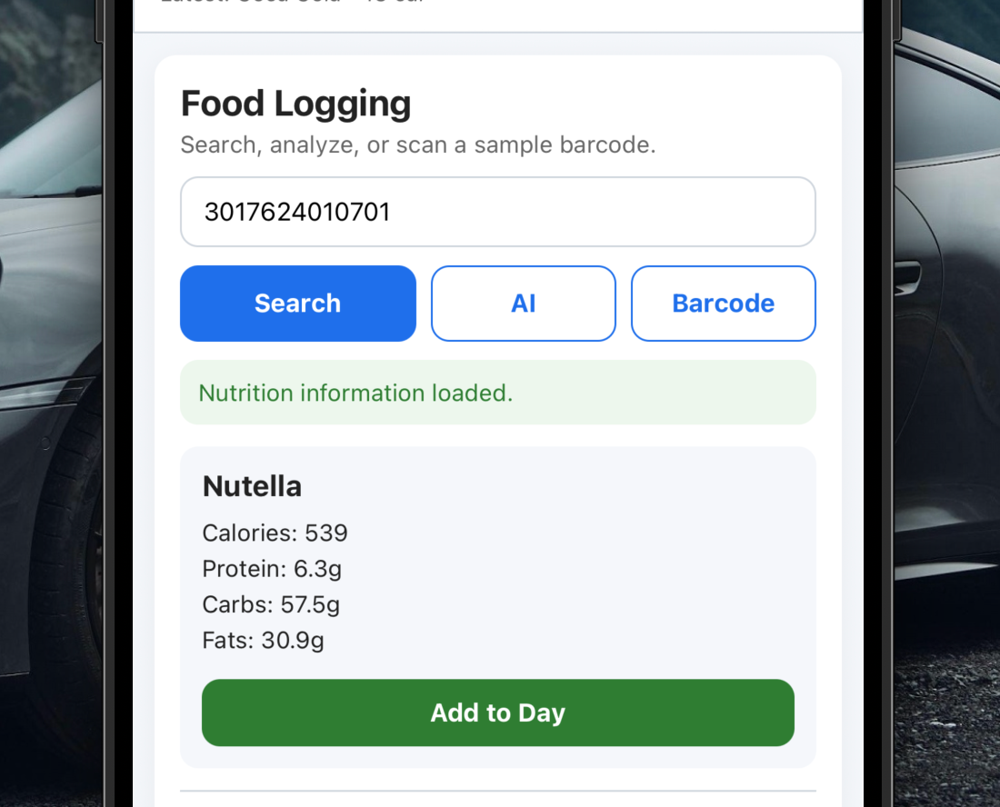 Food Logging
Search, analyze, or scan a sample barcode.
3017624010701
Search
AI
Barcode
Nutrition information loaded.
Nutella
Calories: 539
Protein: 6.3g
Carbs: 57.5g
Fats: 30.9g
Add to Day